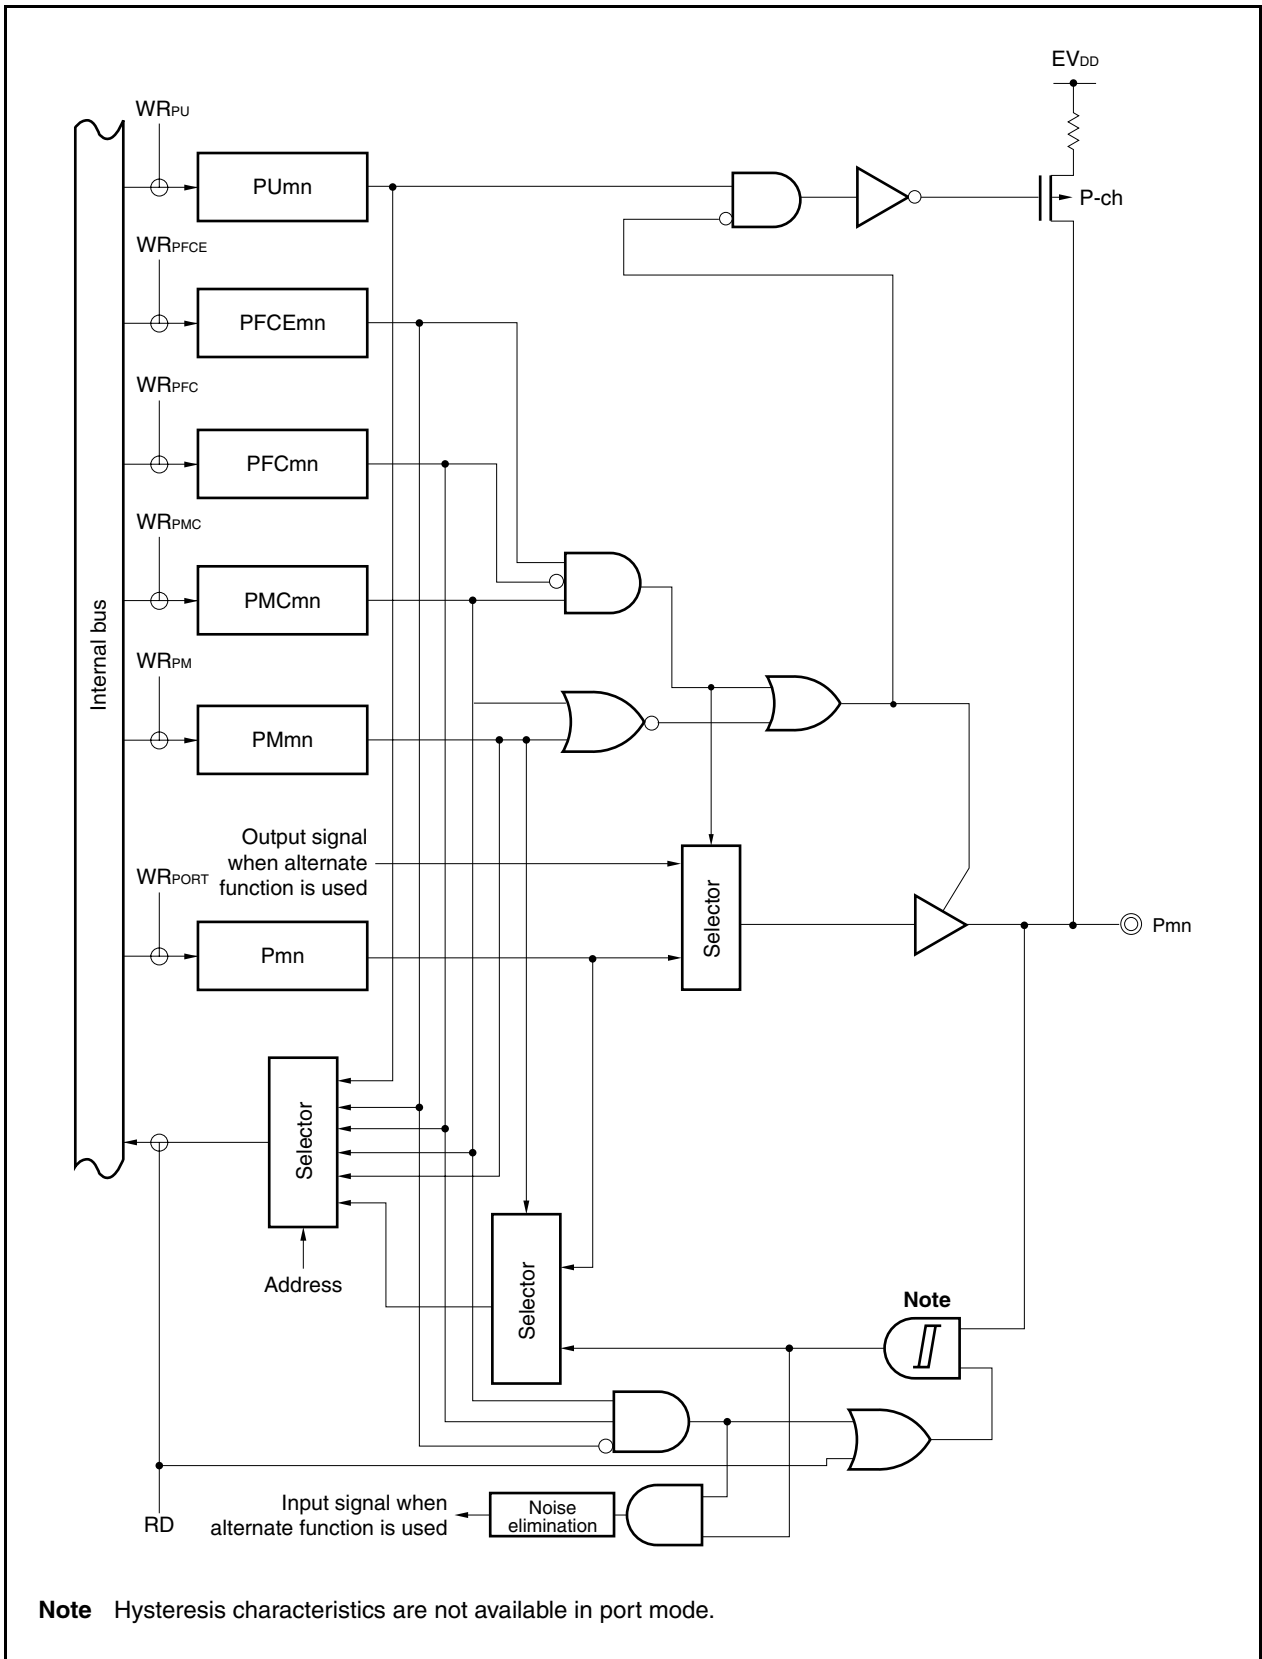 EVDD
WRPU
PUmn
P-ch
WRPFCE
PFCEmn
WRPFC
PFCmn
WRPMC
PMCmn
Internal bus
WRPM
PMmn
Output signal
when alternate
function is used
WRPORT
Pmn
Selector
Pmn
Selector
Address
Selector
Note
RD
Input signal when
alternate function is used
Noise
elimination
Note Hysteresis characteristics are not available in port mode.